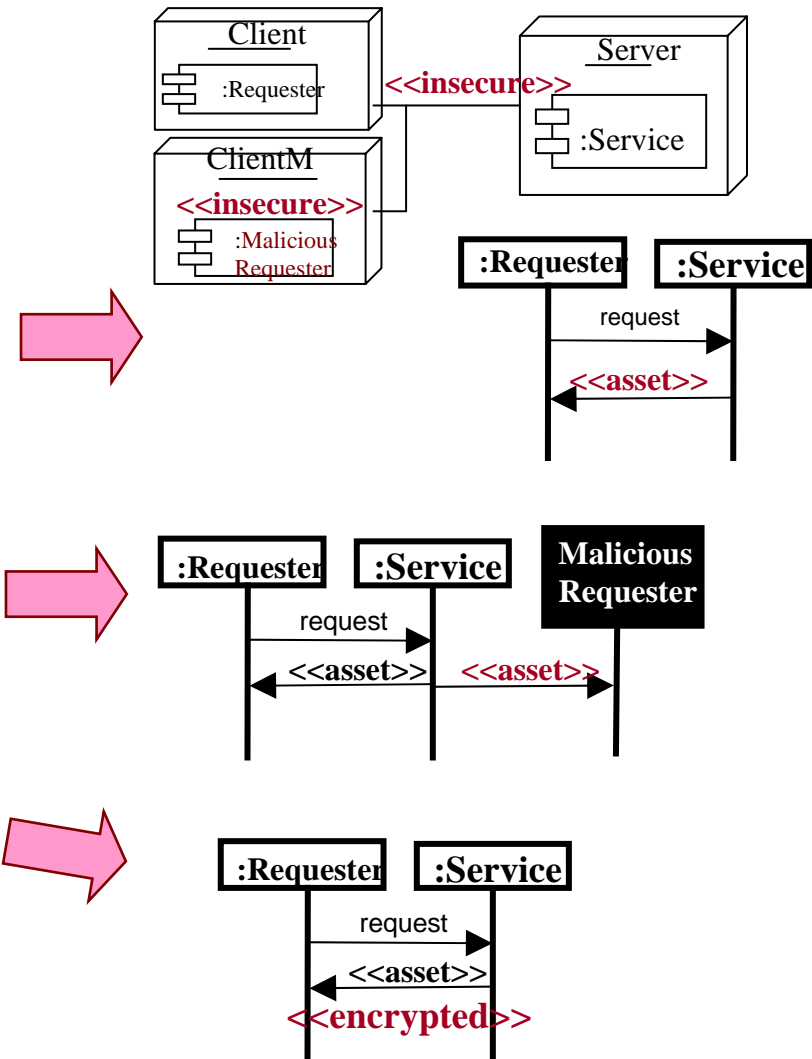 Client
:Requester
<<insecure>>
Server
:Service
ClientM
<<insecure>>
:Malicious
Requester
:Requester
:Service
request
<<asset>>
:Requester
:Service
Malicious
Requester
request
<<asset>>
<<asset>>
:Requester
:Service
request
<<asset>>
<<encrypted>>